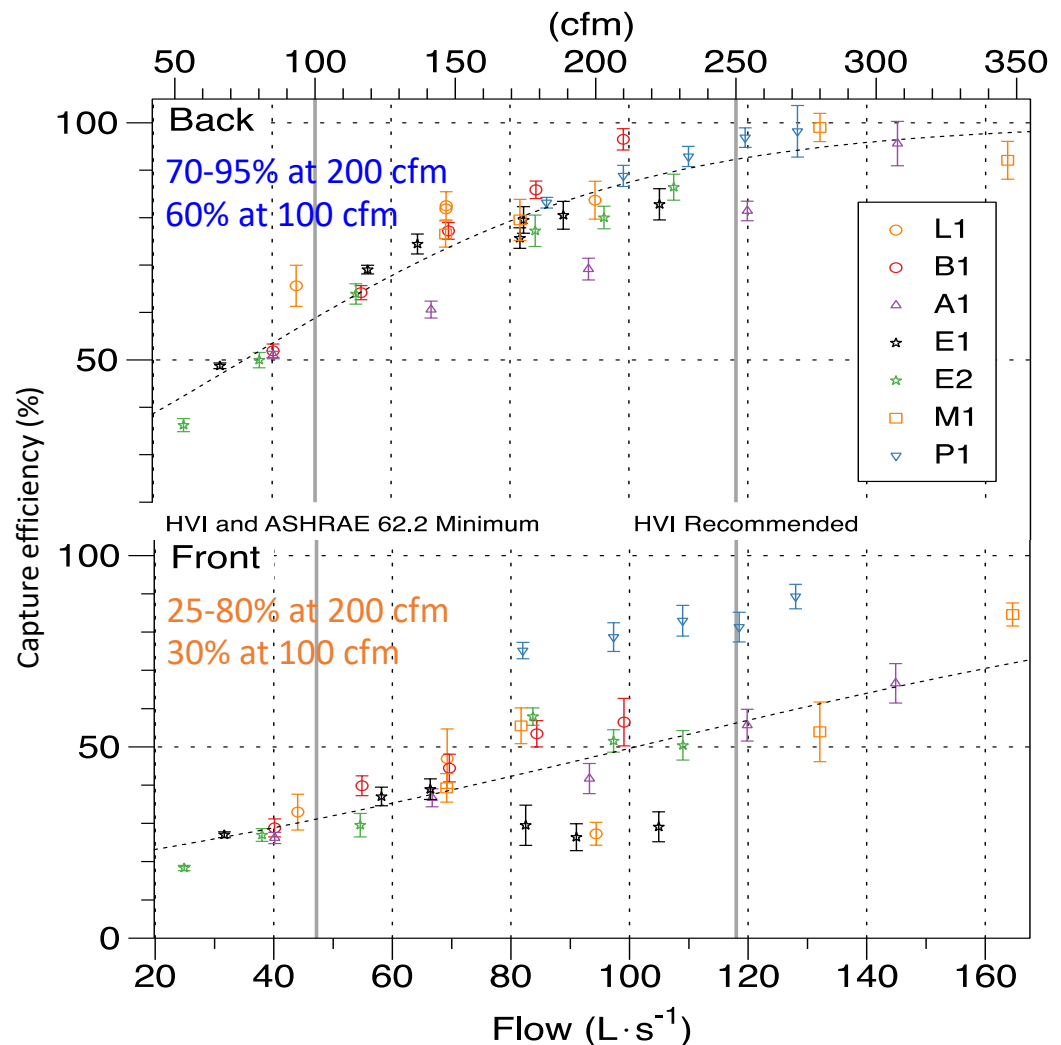 (cfm)
50 100 150 200 250 300 350
100
Back
70-95% at 200 cfm
60% at 100 cfm
50
L1
B1
A1
E1
E2
M1
P1
Capture efficiency (%)
HVI and ASHRAE 62.2 Minimum HVI Recommended
100
Front
25-80% at 200 cfm
30% at 100 cfm
50
0
20 40 60 80 100 120 140 160
Flow (L·s⁻¹)